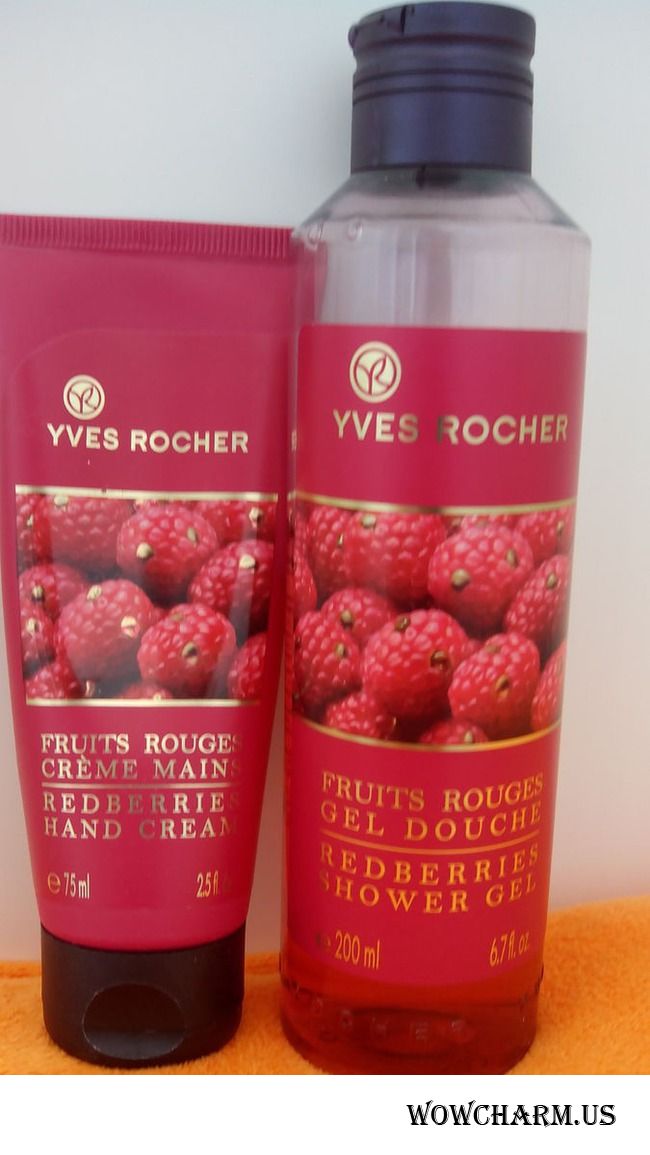 YVES ROCHER
FRUITS ROUGES
CRÈME MAINS
REDBERRIES
HAND CREAM
e 75 ml 2.5 fl.
YVES ROCHER
FRUITS ROUGES
GEL DOUCHE
REDBERRIES
SHOWER GEL
e 200 ml 6.7 fl. oz.
WOWCHARM.US